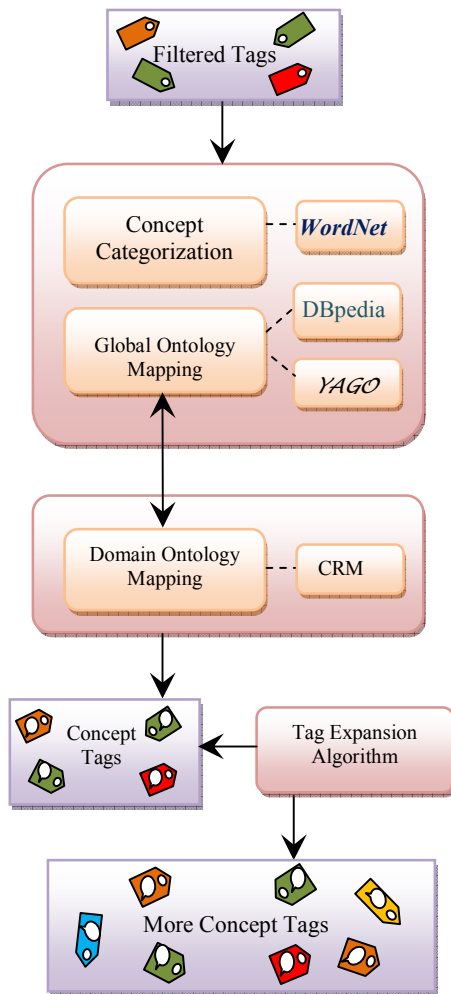 Filtered Tags
Concept
Categorization
WordNet
DBpedia
Global Ontology
Mapping
YAGO
Domain Ontology
Mapping
CRM
Concept
Tags
Tag Expansion
Algorithm
More Concept Tags